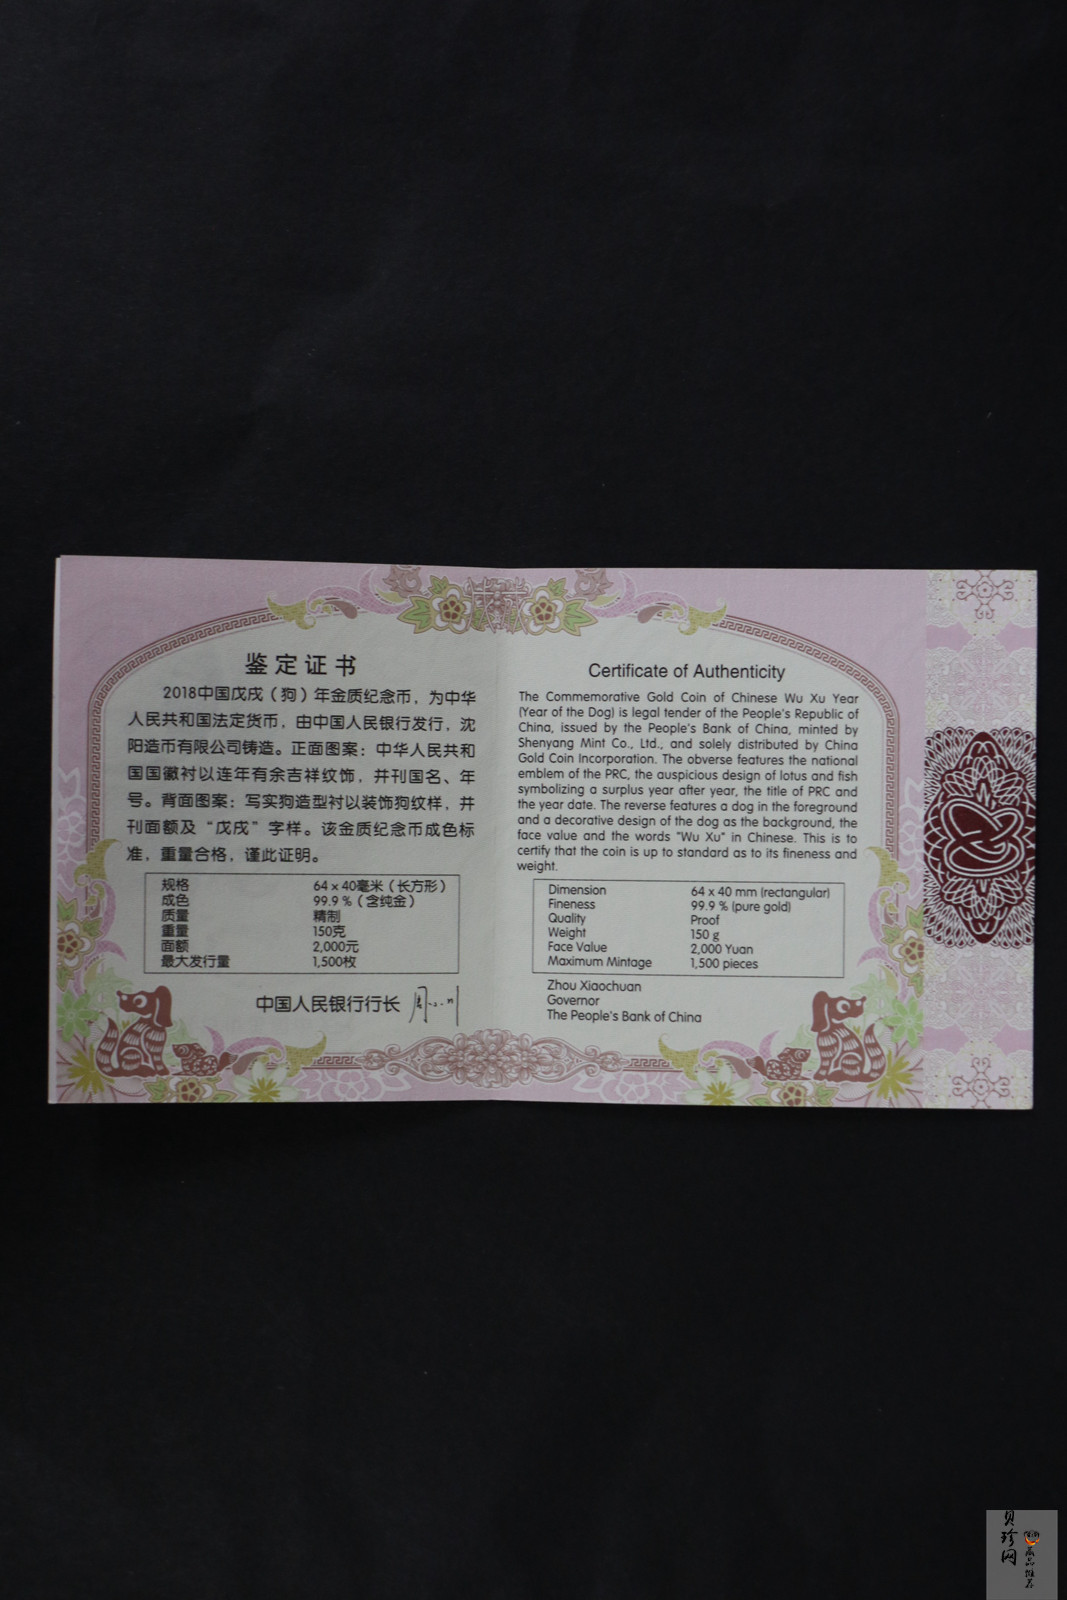 鉴定证书
2018中国戊戌（狗）年金质纪念币，为中华
人民共和国法定货币，由中国人民银行发行，沈
阳造币有限公司铸造。正面图案：中华人民共和
国国徽衬以连年有余吉祥纹饰，并刊国名、年
号。背面图案：写实狗造型衬以装饰狗纹样，并
刊面额及“戊戌”字样。该金质纪念币成色标
准，重量合格，谨此证明。
规格 64 x 40毫米（长方形）
成色 99.9 %（含纯金）
质量 精制
重量 150克
面额 2,000元
最大发行量 1,500枚
中国人民银行行长
Certificate of Authenticity
The Commemorative Gold Coin of Chinese Wu Xu Year
(Year of the Dog) is legal tender of the People's Republic of
China, issued by the People's Bank of China, minted by
Shenyang Mint Co., Ltd., and solely distributed by China
Gold Coin Incorporation. The obverse features the national
emblem of the PRC, the auspicious design of lotus and fish
symbolizing a surplus year after year, the title of PRC and
the year date. The reverse features a dog in the foreground
and a decorative design of the dog as the background, the
face value and the words "Wu Xu" in Chinese. This is to
certify that the coin is up to standard as to its fineness and
weight.
Dimension 64 x 40 mm (rectangular)
Fineness 99.9 % (pure gold)
Quality Proof
Weight 150 g
Face Value 2,000 Yuan
Maximum Mintage 1,500 pieces
Zhou Xiaochuan
Governor
The People's Bank of China
贝珍网